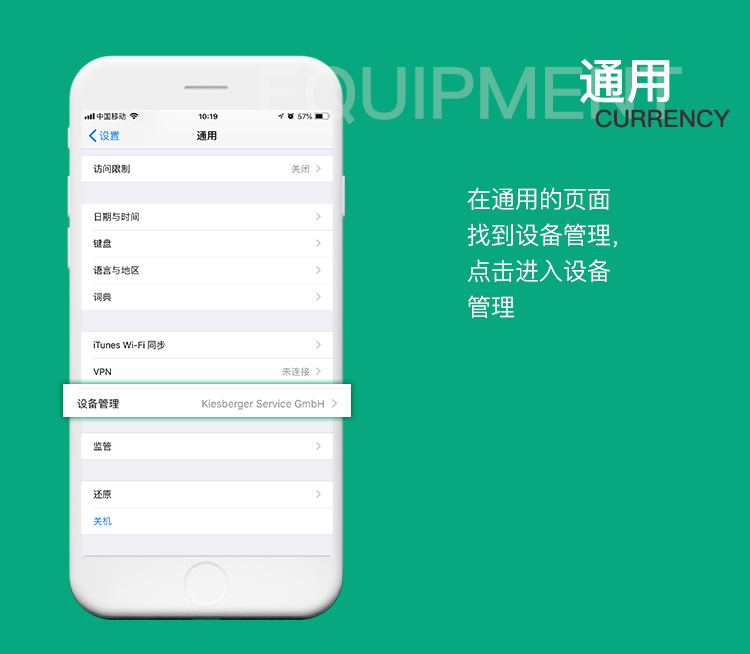 EQUIPMENT
通用
CURRENCY
中国移动
10:19
57%
设置
通用
访问限制
关闭
日期与时间
键盘
语言与地区
词典
iTunes Wi-Fi 同步
VPN
未连接
设备管理
Kiesberger Service GmbH
监管
还原
关机
在通用的页面
找到设备管理,
点击进入设备
管理